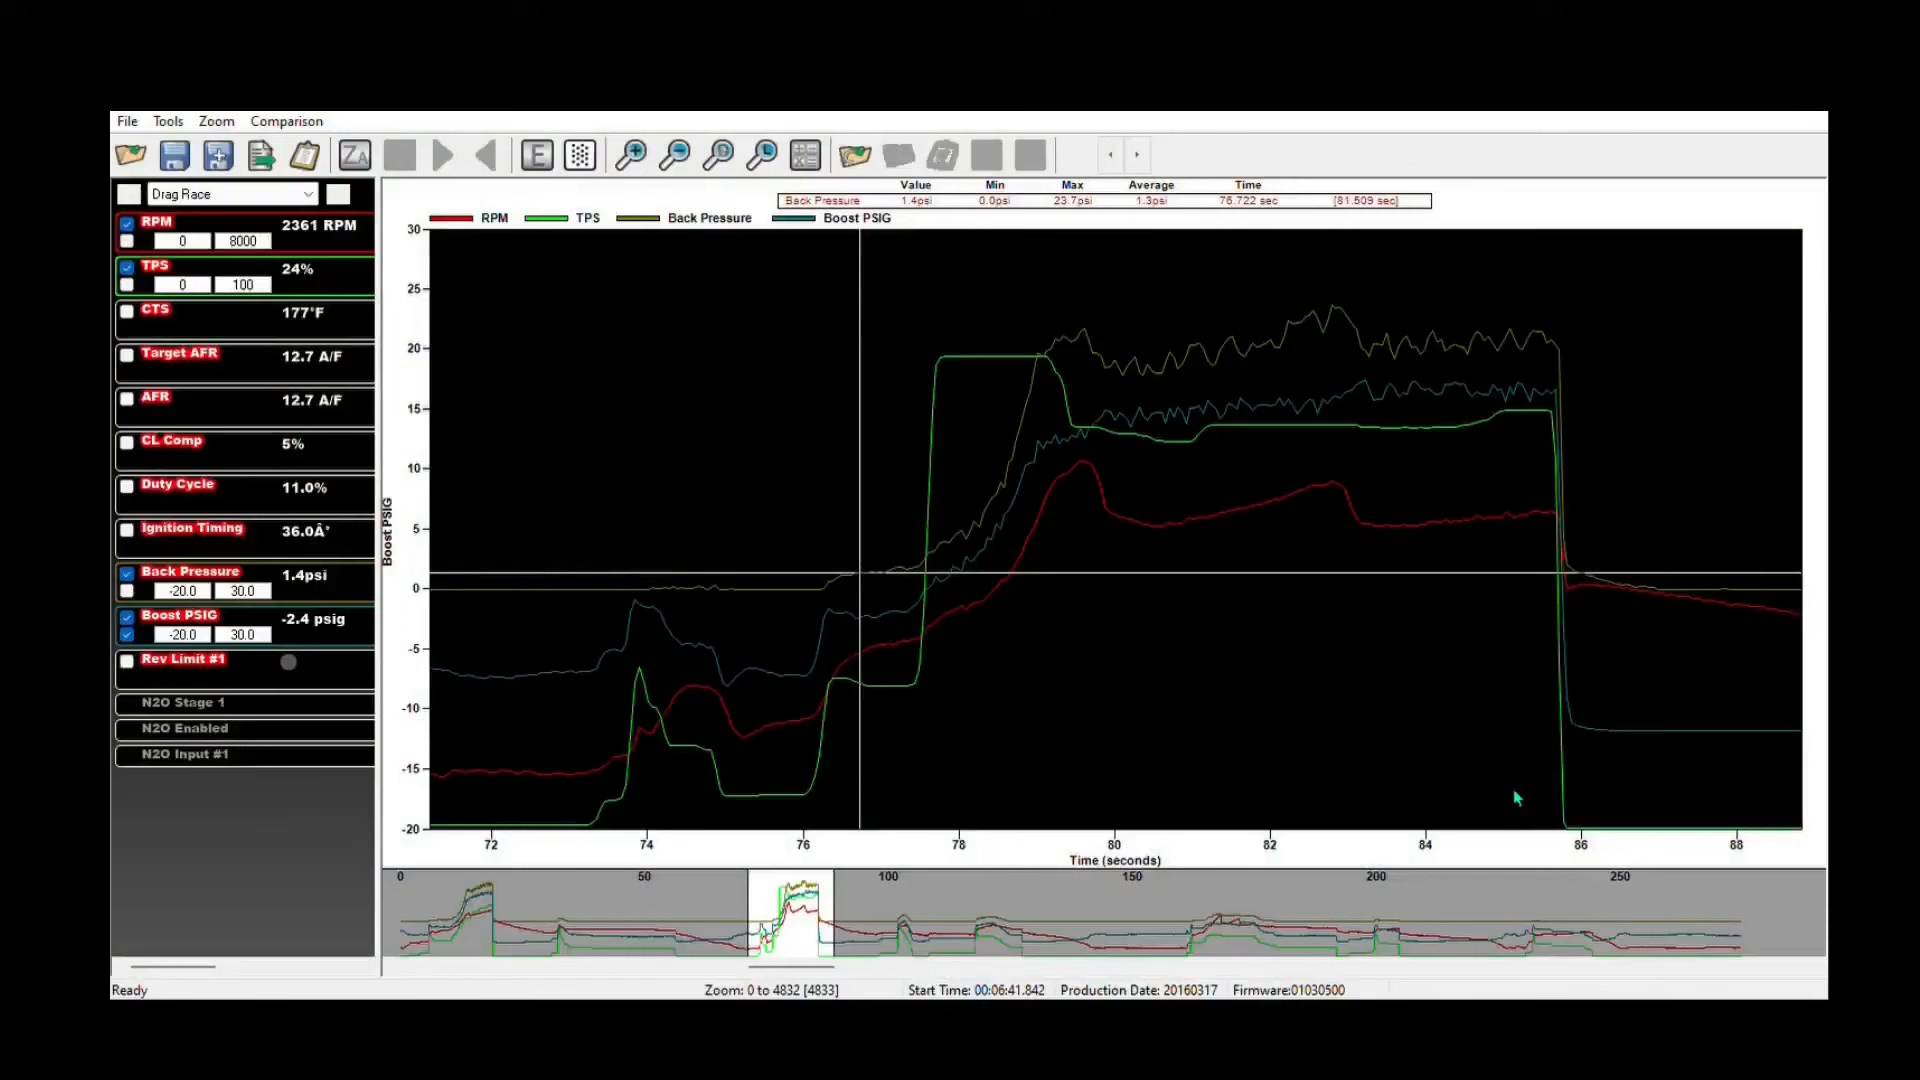 File Tools Zoom Comparison
ZA E
Drag Race
RPM 2361 RPM
0 8000
TPS 24%
0 100
CTS 177°F
Target AFR 12.7 A/F
AFR 12.7 A/F
CL Comp 5%
Duty Cycle 11.0%
Ignition Timing 36.0Â°
Back Pressure 1.4psi
-20.0 30.0
Boost PSIG -2.4 psig
-20.0 30.0
Rev Limit #1
N2O Stage 1
N2O Enabled
N2O Input #1
Value Min Max Average Time
Back Pressure 1.4psi 0.0psi 23.7psi 1.3psi 76.722 sec [81.509 sec]
RPM TPS Back Pressure Boost PSIG
30
25
20
15
10
5
0
-5
-10
-15
-20
Boost PSIG
72 74 76 78 80 82 84 86 88
Time (seconds)
0 50 100 150 200 250
Ready Zoom: 0 to 4832 [4833] Start Time: 00:06:41.842 Production Date: 20160317 Firmware:01030500